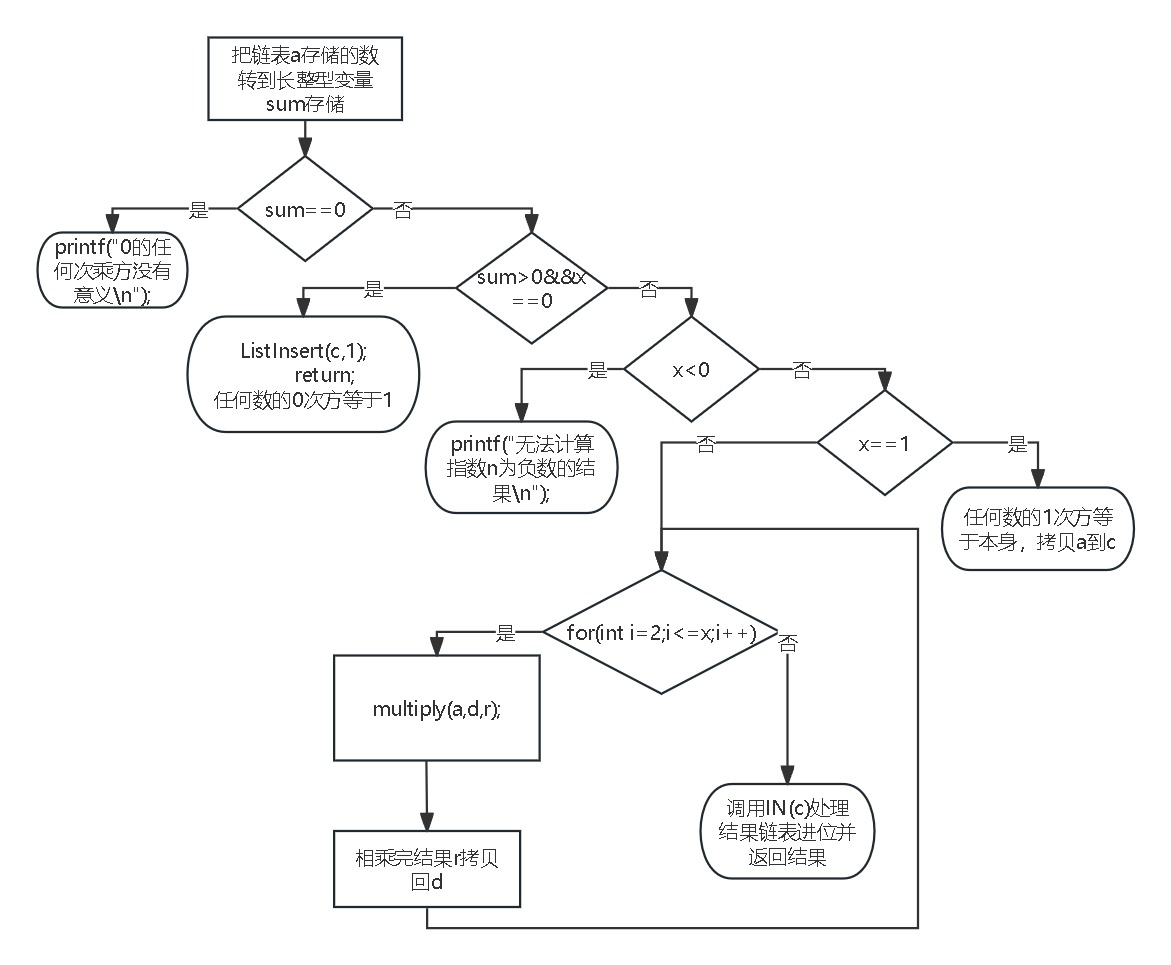 把链表a存储的数
转到长整型变量
sum存储
sum==0
是
否
printf("0的任
何次乘方没有
意义\n");
sum>0&&x
==0
是
否
ListInsert(c,1);
return;
任何数的0次方等于1
x<0
是
否
printf("无法计算
指数n为负数的结
果\n");
x==1
否
是
任何数的1次方等
于本身，拷贝a到c
for(int i=2;i<=x;i++)
是
否
multiply(a,d,r);
调用IN(c)处理
结果链表进位并
返回结果
相乘完结果r拷贝
回d